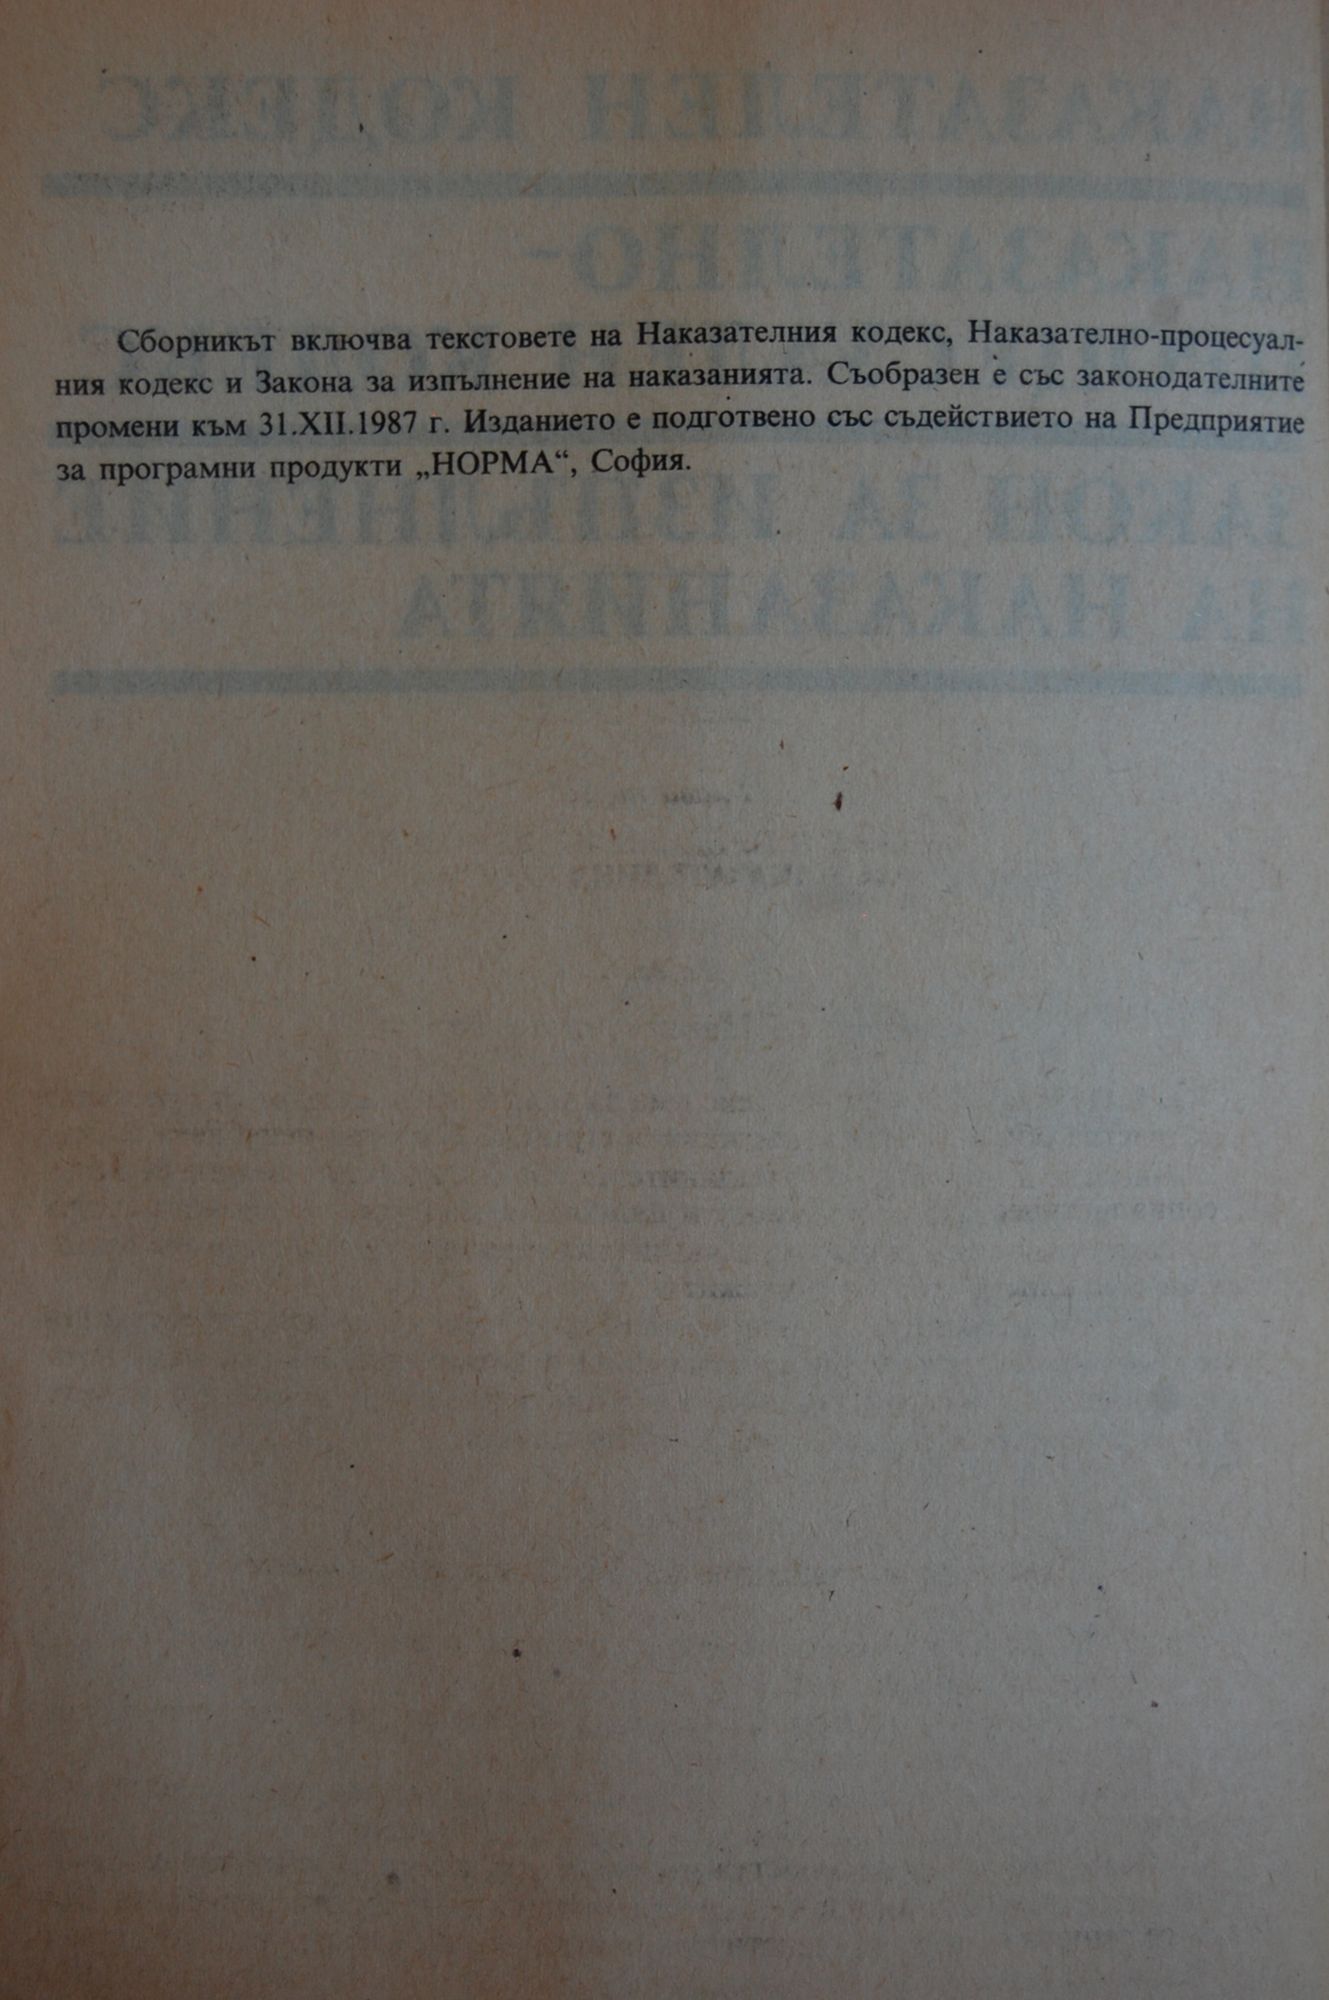 Сборникът включва текстовете на Наказателния кодекс, Наказателно-процесуал-
ния кодекс и Закона за изпълнение на наказанията. Съобразен е със законодателните
промени към 31.XII.1987 г. Изданието е подготвено със съдействието на Предприятие
за програмни продукти „НОРМА“, София.